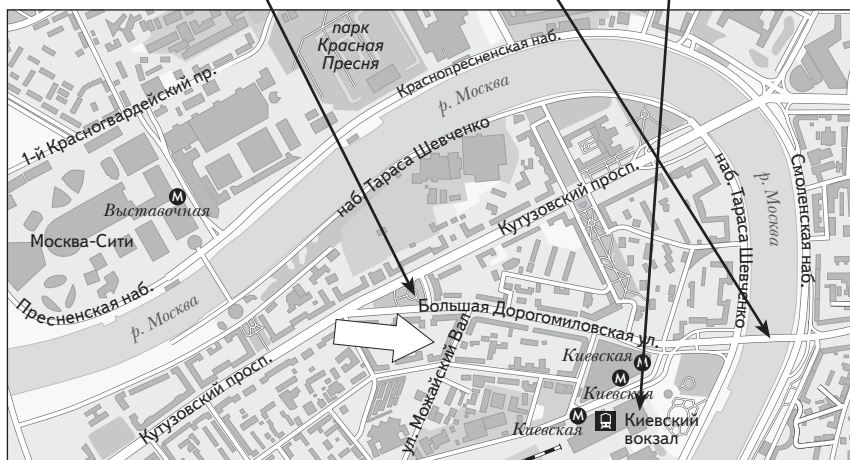 парк
Красная
Пресня
Краснопресненская наб.
р. Москва
1-й Красногвардейский пр.
наб. Тараса Шевченко
М
Выставочная
Москва-Сити
Кутузовский просп.
наб. Тараса Шевченко
р. Москва
Смоленская наб.
Пресненская наб.
р. Москва
Большая Дорогомиловская ул.
Кутузовский просп.
ул. Можайский Вал
Киевская
М
М
Киевская
М
Киевская
Киевский
вокзал